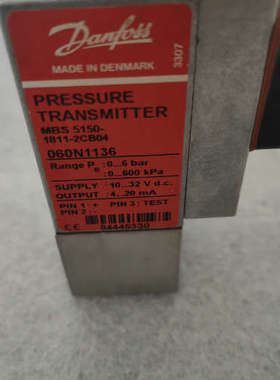 Danfoss
MADE IN DENMARK
3307
PRESSURE
TRANSMITTER
MBS 5150-
1811-2CB04
060N1136
Range Pe :0...6 bar
:0...600 kPa
SUPPLY :10...32 V d.c.
OUTPUT :4...20 mA
PIN 1:+ PIN 3:TEST
PIN 2:-
CE